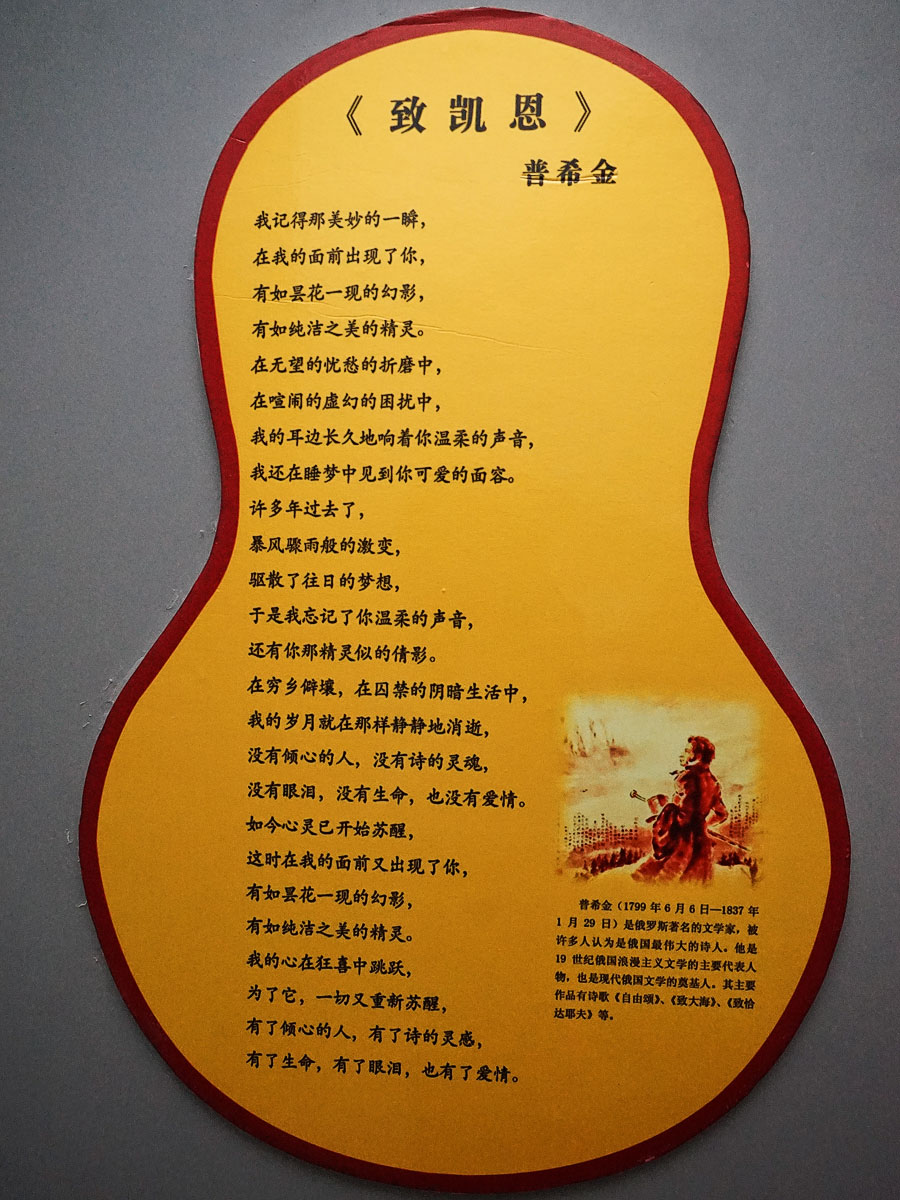 《致凯恩》
普希金
我记得那美妙的一瞬，
在我的面前出现了你，
有如昙花一现的幻影，
有如纯洁之美的精灵。
在无望的忧愁的折磨中，
在喧闹的虚幻的困扰中，
我的耳边长久地响着你温柔的声音，
我还在睡梦中见到你可爱的面容。
许多年过去了，
暴风骤雨般的激变，
驱散了往日的梦想，
于是我忘记了你温柔的声音，
还有你那精灵似的倩影。
在穷乡僻壤，在囚禁的阴暗生活中，
我的岁月就在那样静静地消逝，
没有倾心的人，没有诗的灵魂，
没有眼泪，没有生命，也没有爱情。
如今心灵已开始苏醒，
这时在我的面前又出现了你，
有如昙花一现的幻影，
有如纯洁之美的精灵。
我的心在狂喜中跳跃，
为了它，一切又重新苏醒，
有了倾心的人，有了诗的灵感，
有了生命，有了眼泪，也有了爱情。
普希金（1799 年 6 月 6 日—1837 年
1 月 29 日）是俄罗斯著名的文学家，被
许多人认为是俄国最伟大的诗人。他是
19 世纪俄国浪漫主义文学的主要代表人
物，也是现代俄国文学的奠基人。其主要
作品有诗歌《自由颂》、《致大海》、《致恰
达耶夫》等。